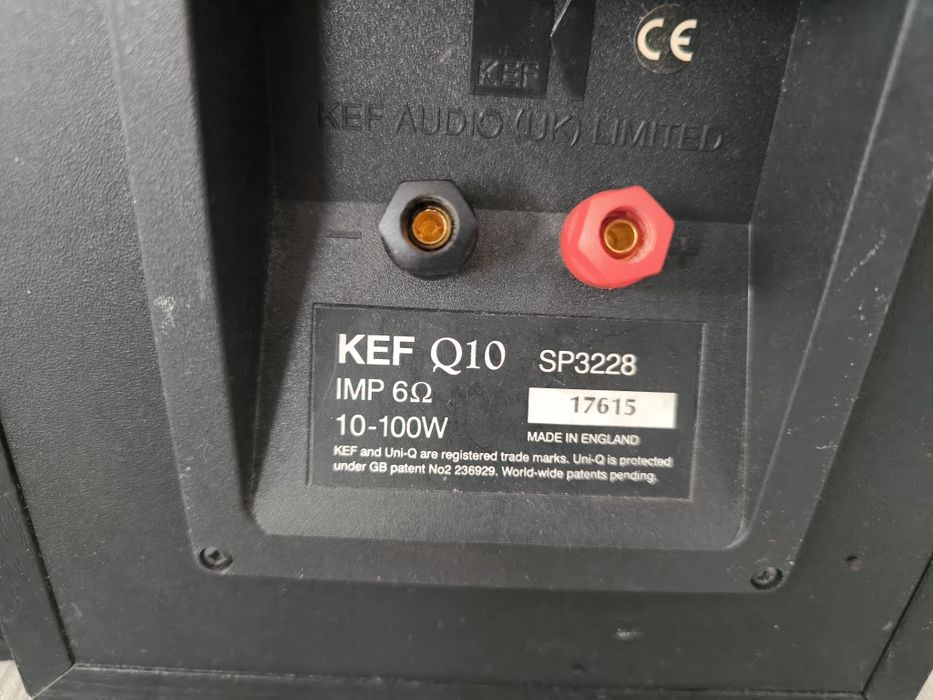 CE
KEF
KEF AUDIO (UK) LIMITED
− +
KEF Q10 SP3228
IMP 6Ω
17615
10-100W
MADE IN ENGLAND
KEF and Uni-Q are registered trade marks. Uni-Q is protected
under GB patent No2 236929. World-wide patents pending.